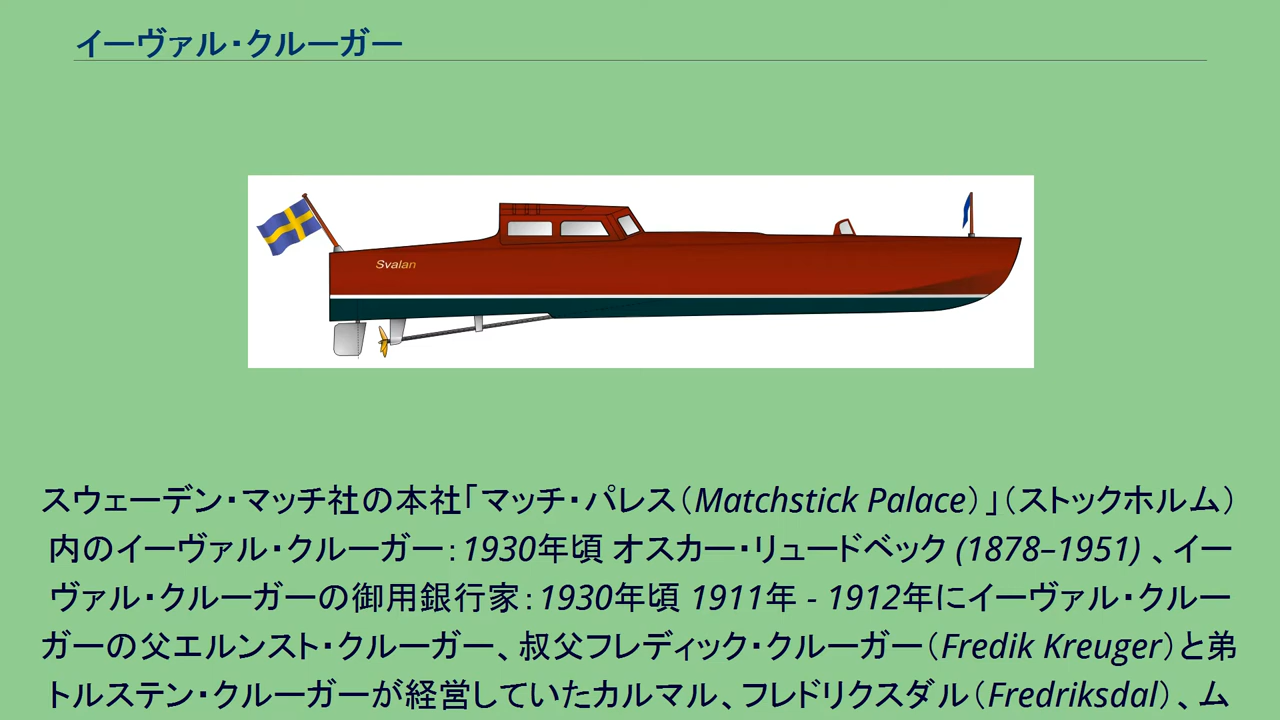 イーヴァル・クルーガー
Svalan
スウェーデン・マッチ社の本社「マッチ・パレス（Matchstick Palace）」（ストックホルム）
内のイーヴァル・クルーガー：1930年頃 オスカー・リュードベック (1878–1951) 、イー
ヴァル・クルーガーの御用銀行家：1930年頃 1911年 - 1912年にイーヴァル・クルー
ガーの父エルンスト・クルーガー、叔父フレディック・クルーガー（Fredik Kreuger）と弟
トルステン・クルーガーが経営していたカルマル、フレドリクスダル（Fredriksdal）、ム